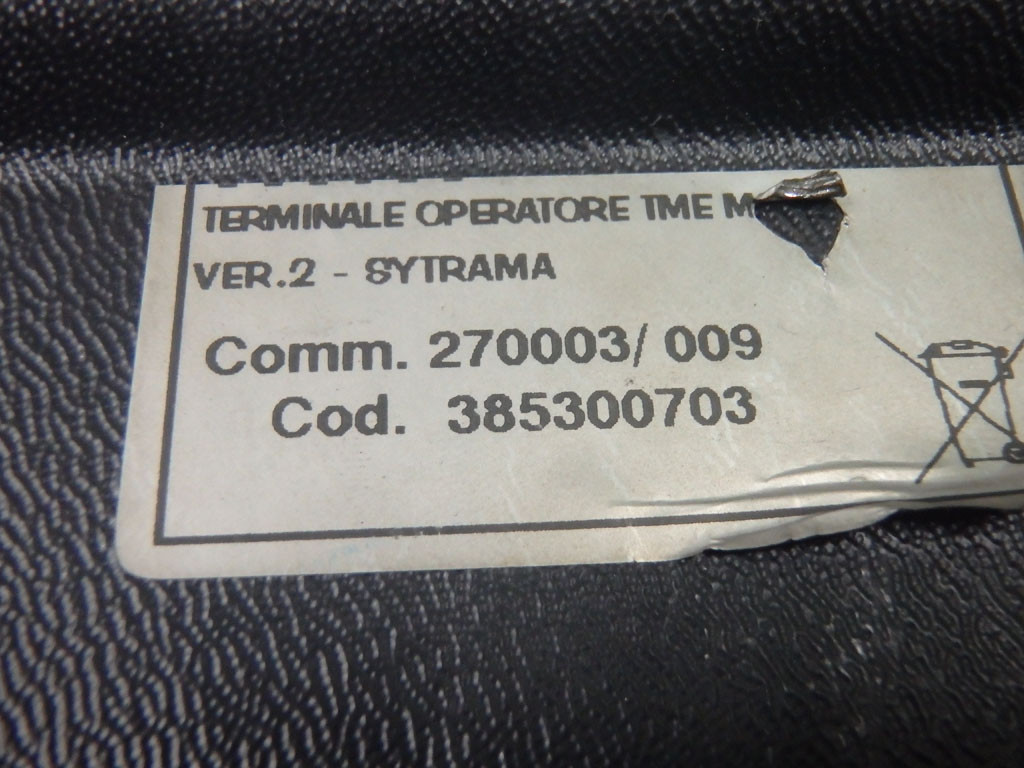 TERMINALE OPERATORE TME
VER.2 - SYTRAMA
Comm. 270003/ 009
Cod. 385300703